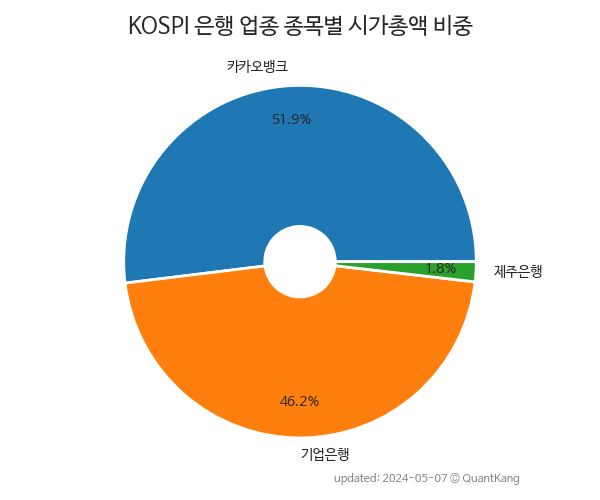 KOSPI 은행 업종 종목별 시가총액 비중
카카오뱅크
51.9%
1.8%
제주은행
46.2%
기업은행
updated: 2024-05-07 © QuantKang